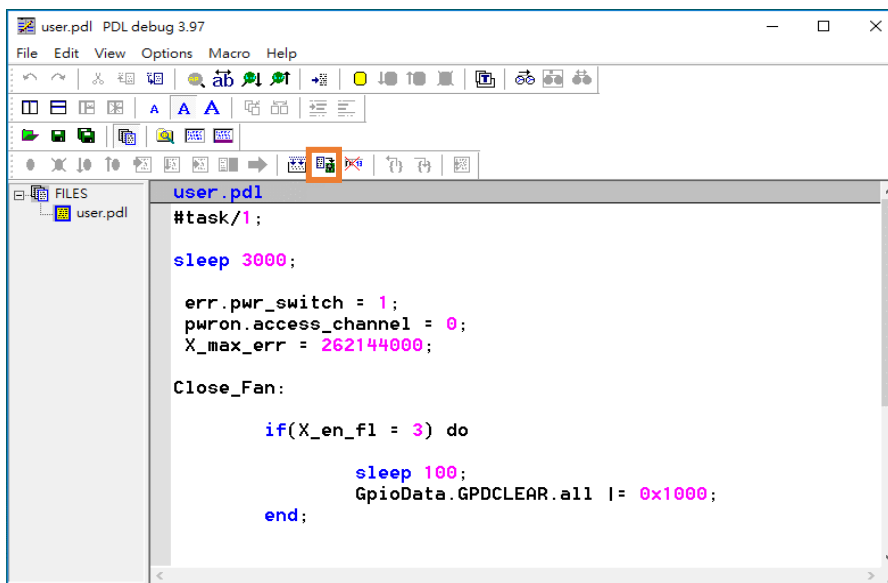 user.pdl PDL debug 3.97
File Edit View Options Macro Help
FILES
user.pdl
user.pdl
#task/1;
sleep 3000;
err.pwr_switch = 1;
pwron.access_channel = 0;
X_max_err = 262144000;
Close_Fan:
if(X_en_fl = 3) do
sleep 100;
GpioData.GPDCLEAR.all |= 0x1000;
end;